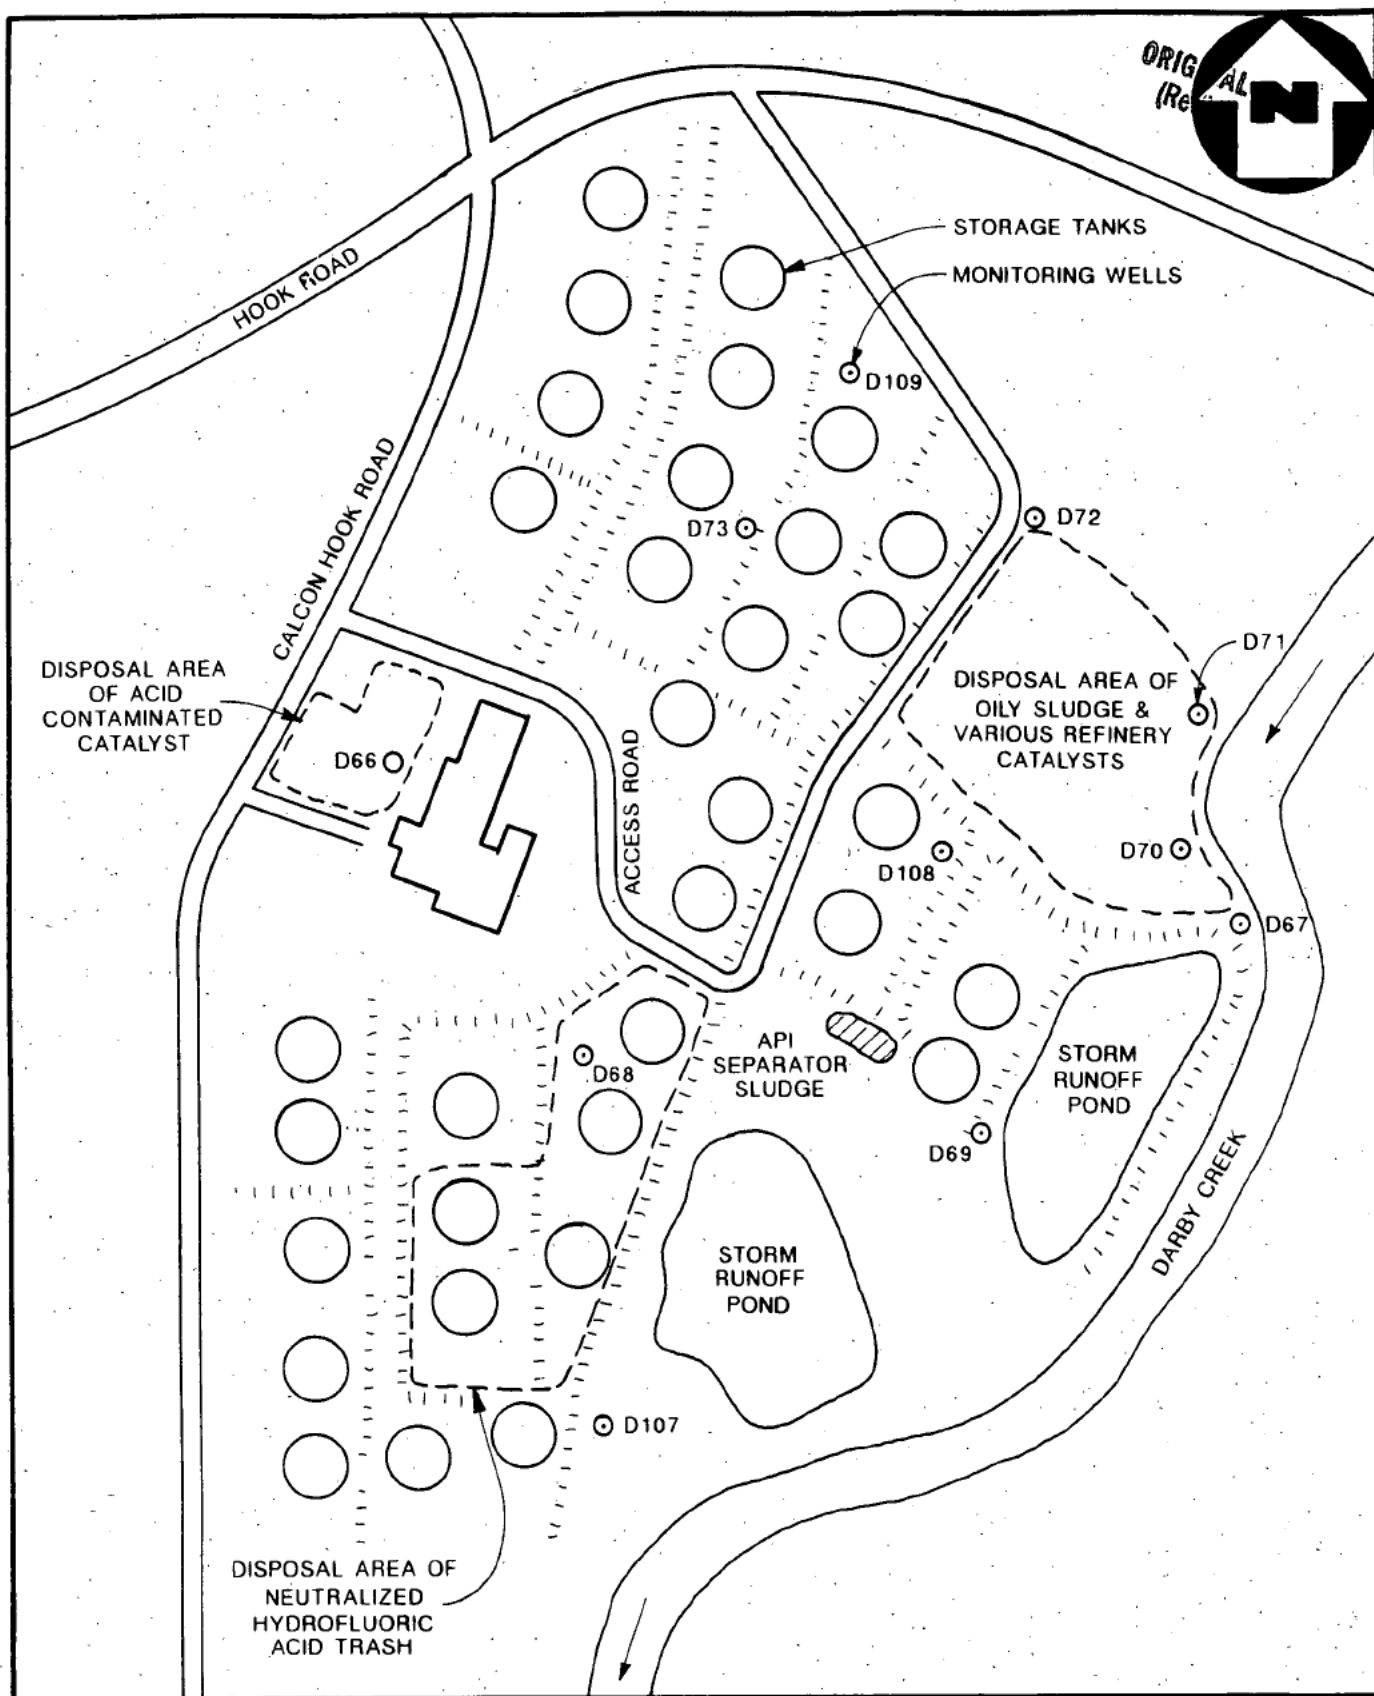 ORIGINAL
(Re
N
STORAGE TANKS
MONITORING WELLS
HOOK ROAD
D109
CALCON HOOK ROAD
D73
D72
D71
DISPOSAL AREA
OF ACID
CONTAMINATED
CATALYST
DISPOSAL AREA OF
OILY SLUDGE &
VARIOUS REFINERY
CATALYSTS
D66
ACCESS ROAD
D70
D108
D67
API
SEPARATOR
SLUDGE
D68
STORM
RUNOFF
POND
D69
DARBY CREEK
STORM
RUNOFF
POND
D107
DISPOSAL AREA OF
NEUTRALIZED
HYDROFLUORIC
ACID TRASH